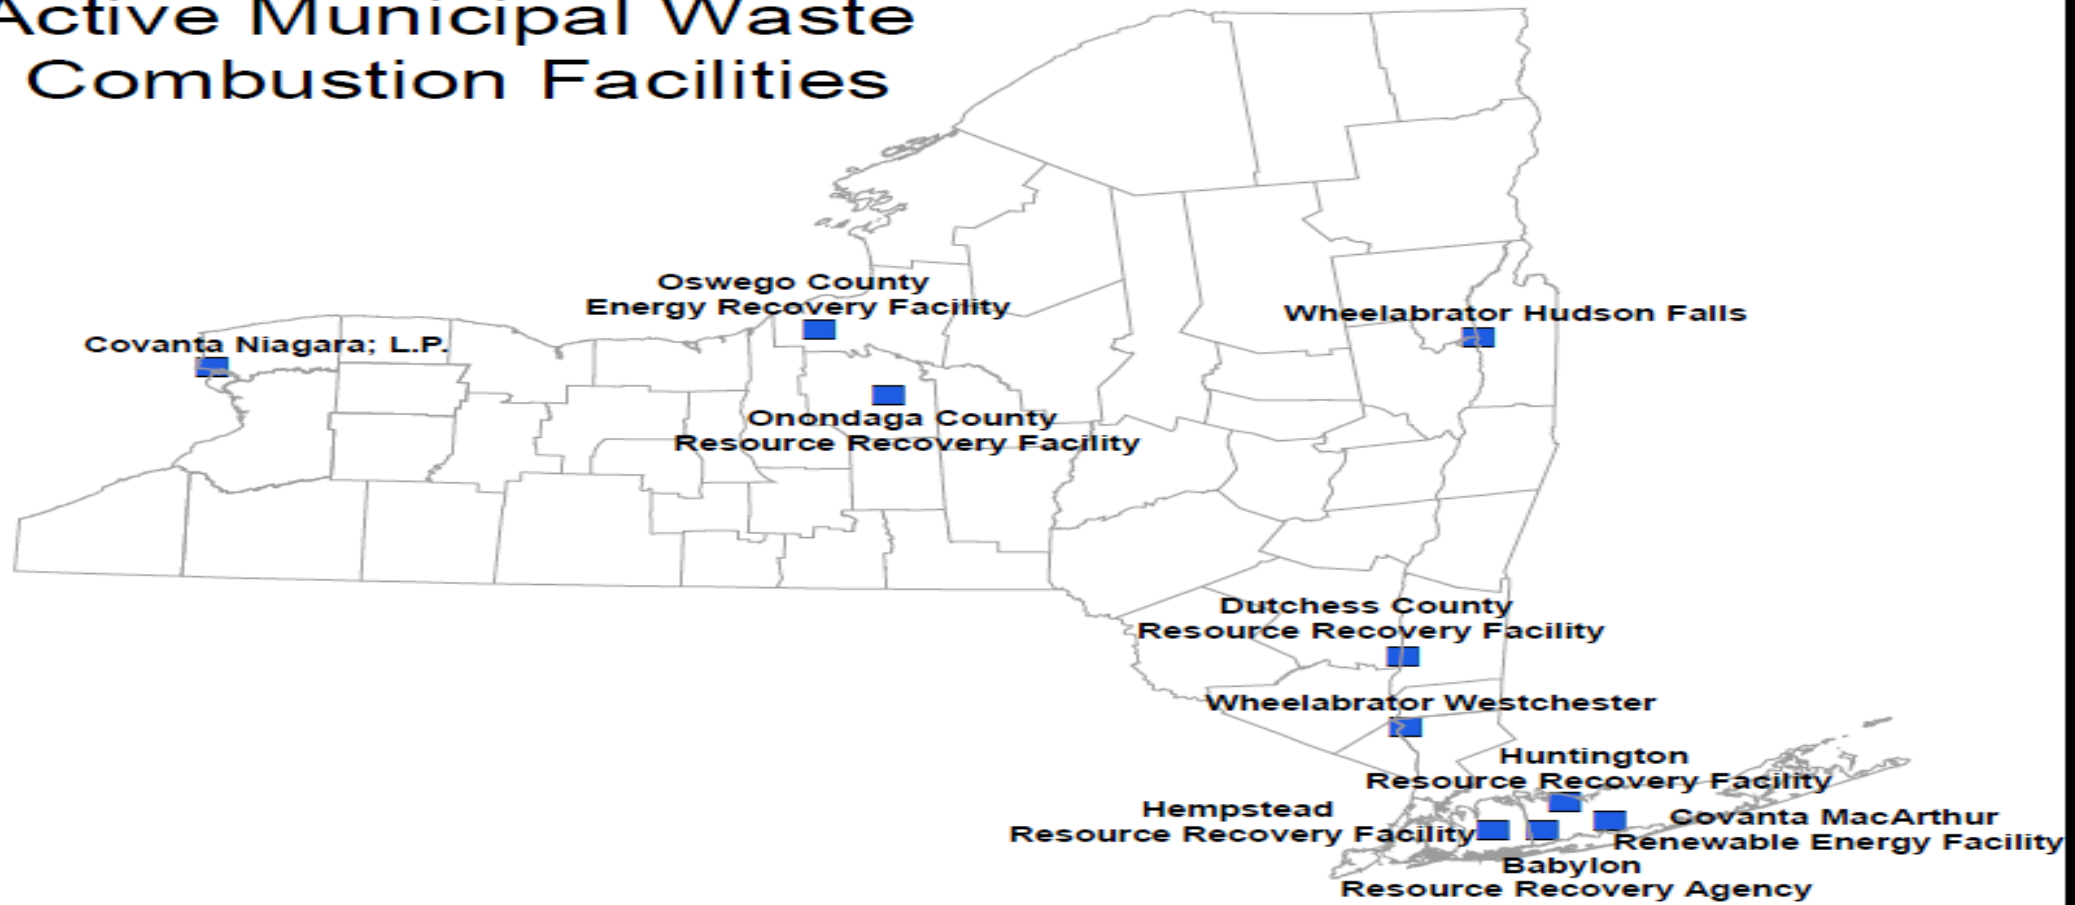 Active Municipal Waste
Combustion Facilities
Oswego County
Energy Recovery Facility
Wheelabrator Hudson Falls
Covanta Niagara; L.P.
Onondaga County
Resource Recovery Facility
Dutchess County
Resource Recovery Facility
Wheelabrator Westchester
Huntington
Resource Recovery Facility
Hempstead
Resource Recovery Facility
Covanta MacArthur
Renewable Energy Facility
Babylon
Resource Recovery Agency